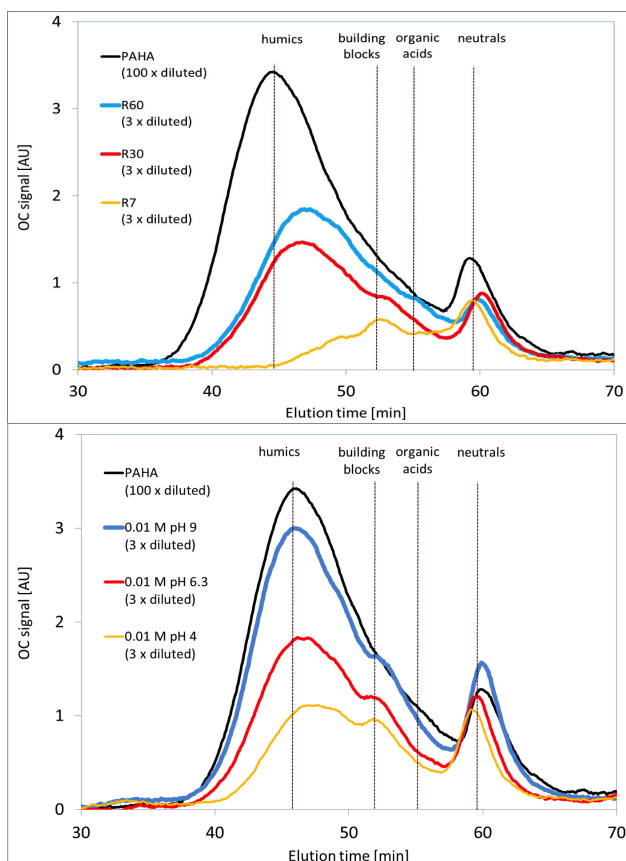 4
3
2
1
0
OC signal [AU]
humics
building
blocks
organic
acids
neutrals
PAHA
(100 x diluted)
R60
(3 x diluted)
R30
(3 x diluted)
R7
(3 x diluted)
30
40
50
60
70
Elution time [min]
4
3
2
1
0
OC signal [AU]
humics
building
blocks
organic
acids
neutrals
PAHA
(100 x diluted)
0.01 M pH 9
(3 x diluted)
0.01 M pH 6.3
(3 x diluted)
0.01 M pH 4
(3 x diluted)
30
40
50
60
70
Elution time [min]